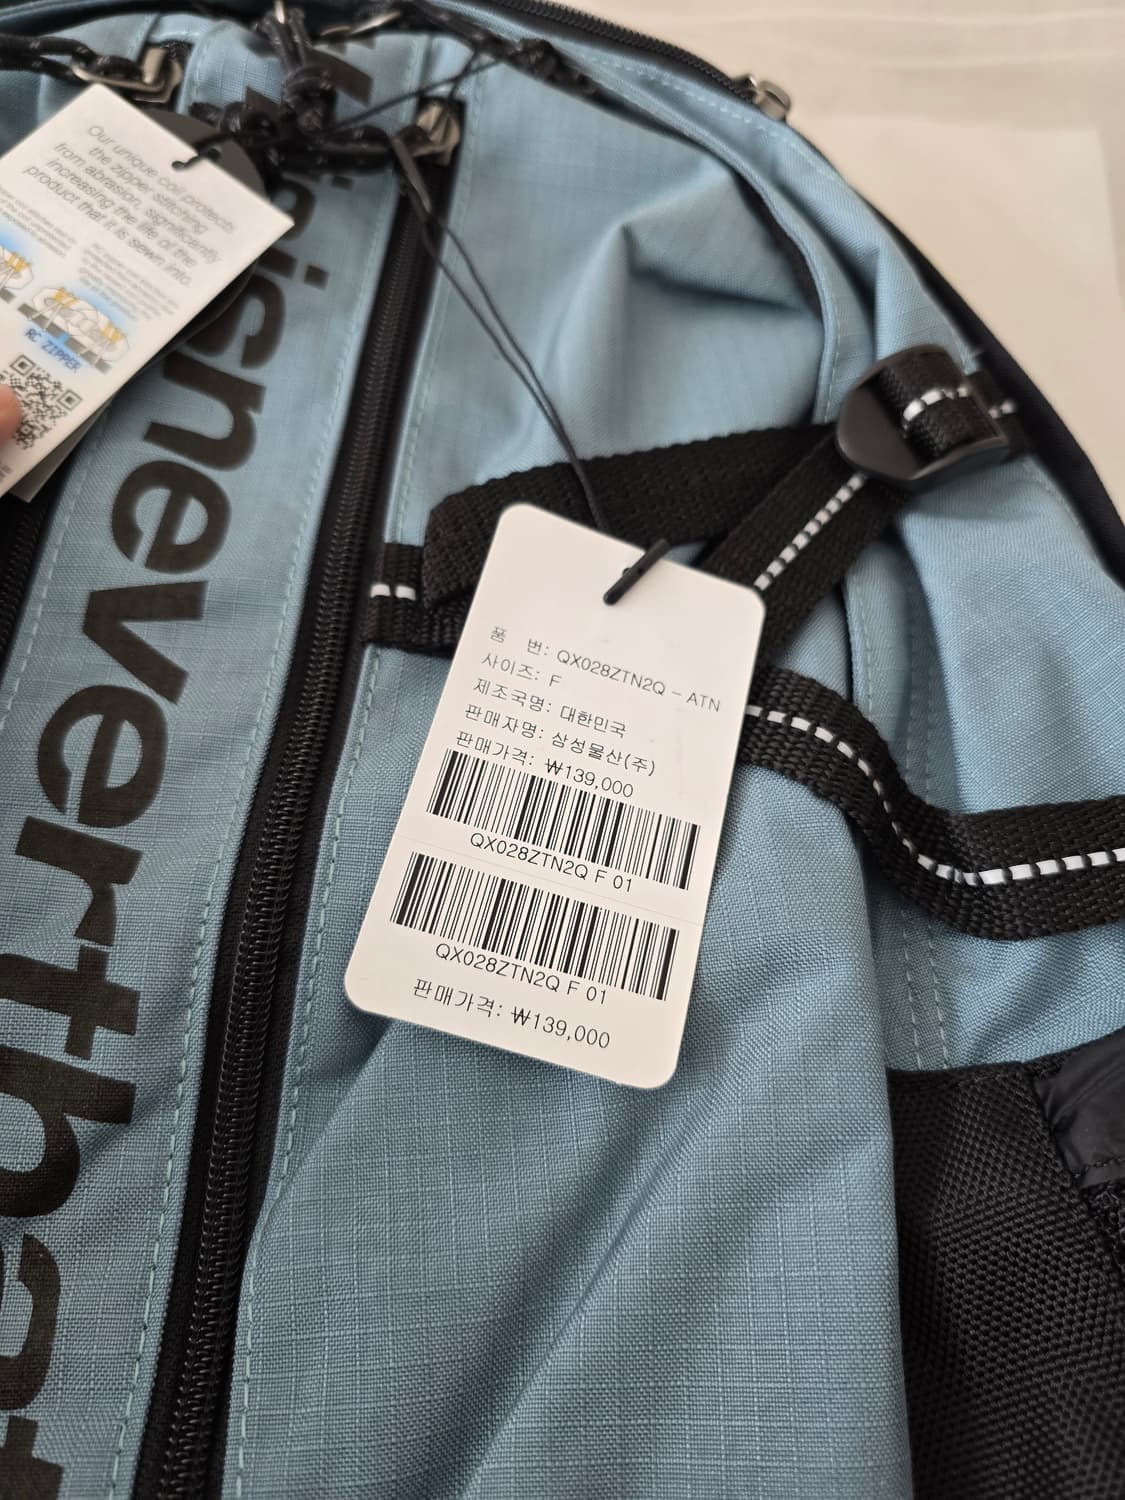 Our unique coil protects
the zipper stitching
from abrasion, significantly
increasing the life of the
product that it is sewn into.
RC ZIPPER
isneverthat
품 번: QX028ZTN2Q - ATN
사이즈: F
제조국명: 대한민국
판매자명: 삼성물산(주)
판매가격: ₩139,000
QX028ZTN2Q F 01
QX028ZTN2Q F 01
판매가격: ₩139,000